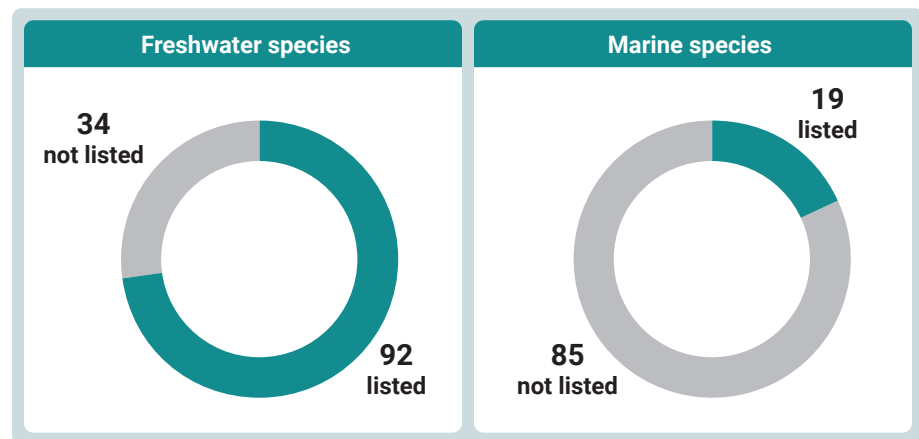 Freshwater species
34
not listed
92
listed
Marine species
19
listed
85
not listed